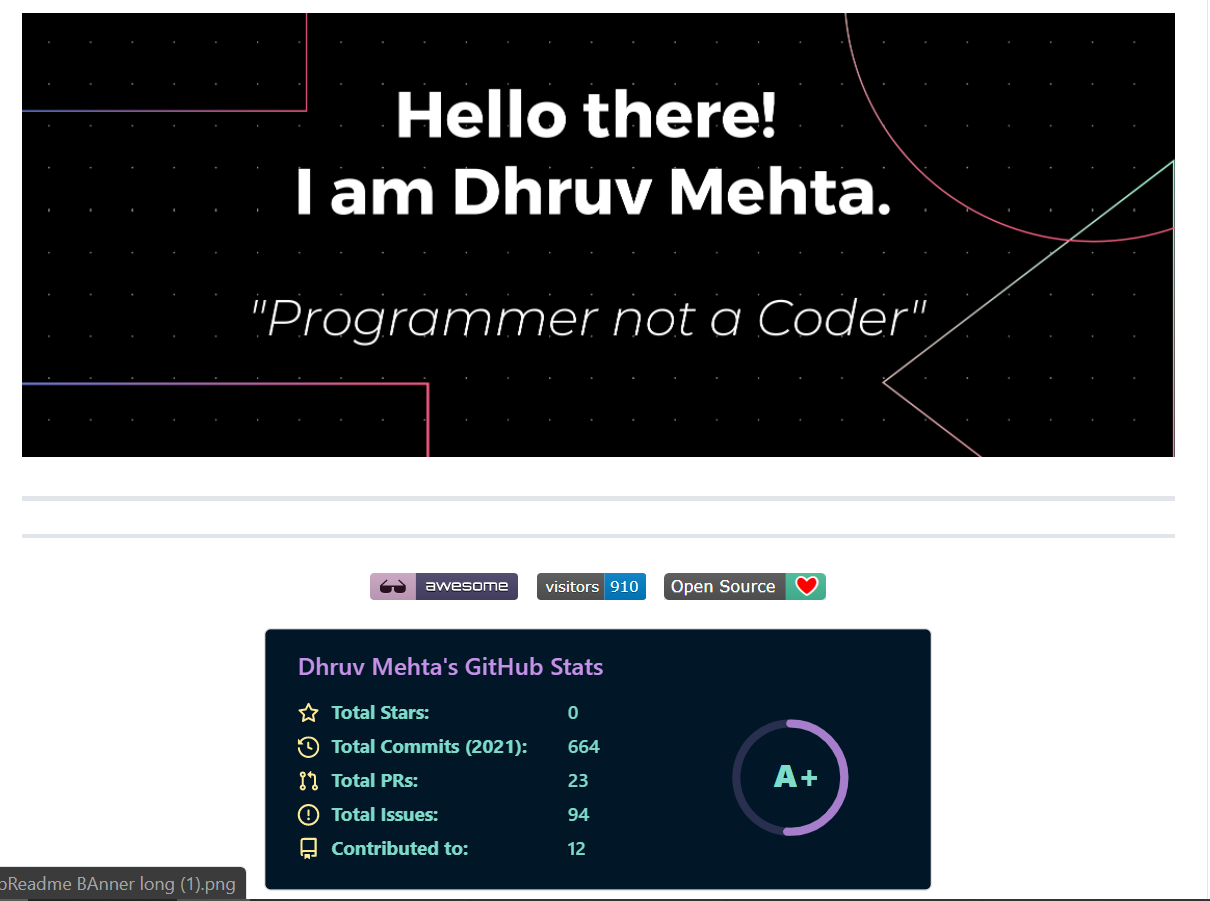 Hello there!
I am Dhruv Mehta.
"Programmer not a Coder"
awesome visitors 910 Open Source
Dhruv Mehta's GitHub Stats
Total Stars: 0
Total Commits (2021): 664
Total PRs: 23
Total Issues: 94
Contributed to: 12
A+
Readme BAnner long (1).png